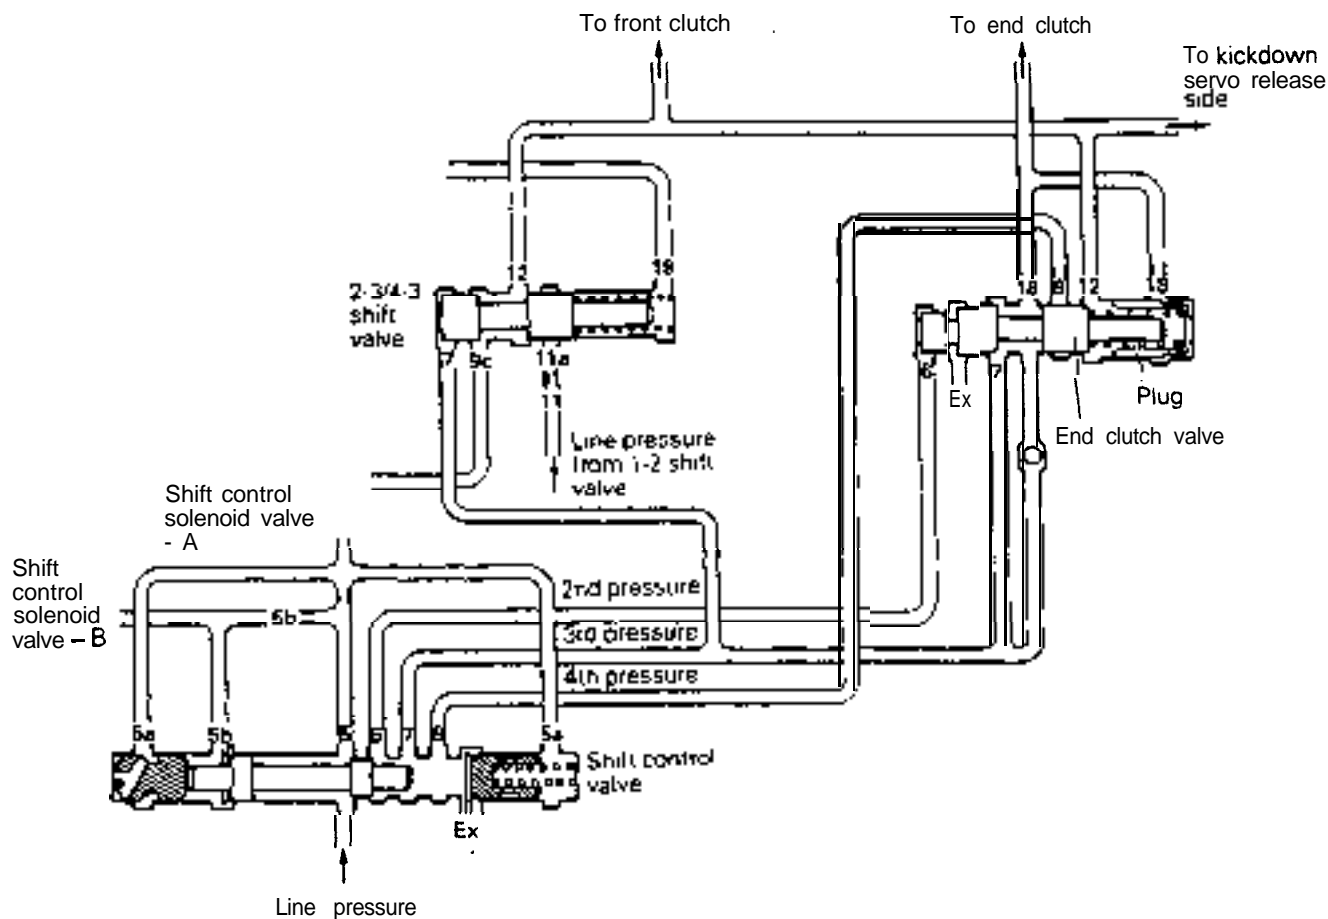 To front clutch
To end clutch
To kickdown
servo release
side
12
18
2-3/4-3
shift
valve
7
9c
11a
11
18
8
12
18
6
Ex
7
Plug
End clutch valve
Line pressure
from 1-2 shift
valve
Shift control
solenoid valve
- A
Shift
control
solenoid
valve - B
5b
2nd pressure
3rd pressure
4th pressure
5a
5b
5
6
7
8
5a
Shift control
valve
Ex
Line pressure